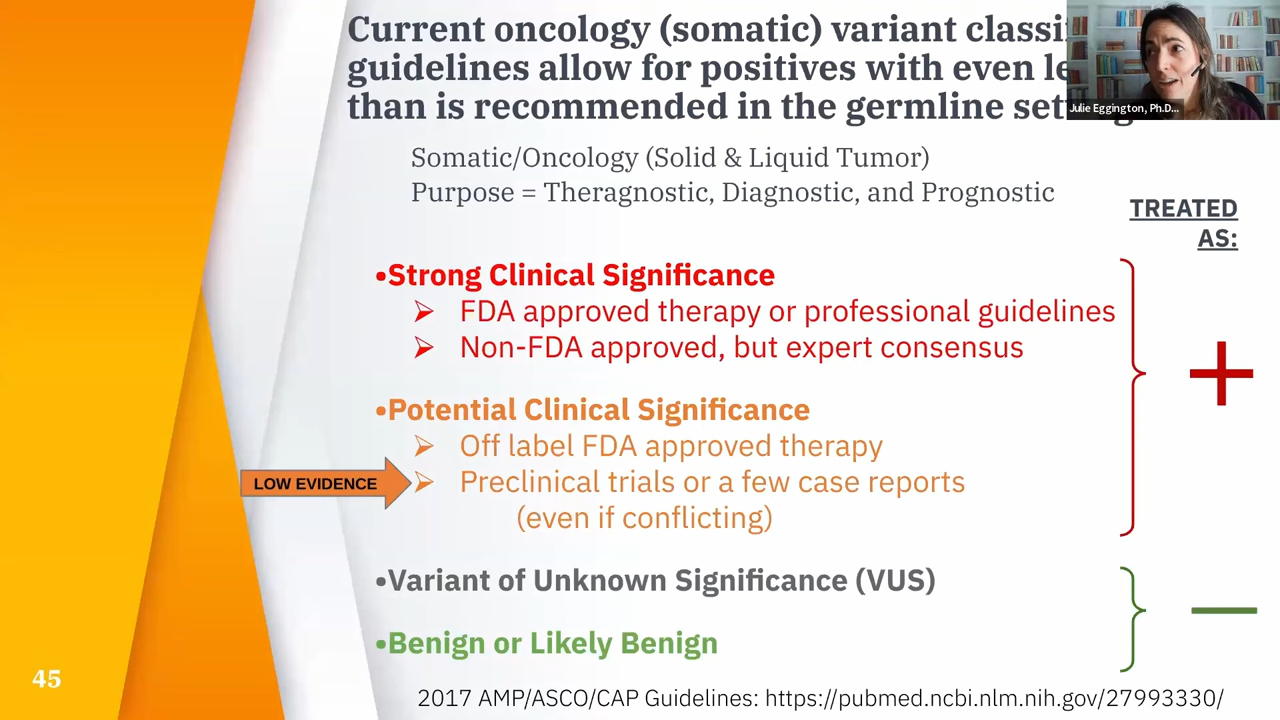 Current oncology (somatic) variant
guidelines allow for positives with even
than is recommended in the germline
Julie Eggington, Ph.D...
Somatic/Oncology (Solid & Liquid Tumor)
Purpose = Theragnostic, Diagnostic, and Prognostic
TREATED
AS:
•Strong Clinical Significance
➢ FDA approved therapy or professional guidelines
➢ Non-FDA approved, but expert consensus
+
•Potential Clinical Significance
➢ Off label FDA approved therapy
LOW EVIDENCE
➢ Preclinical trials or a few case reports
(even if conflicting)
•Variant of Unknown Significance (VUS)
—
•Benign or Likely Benign
45
2017 AMP/ASCO/CAP Guidelines: https://pubmed.ncbi.nlm.nih.gov/27993330/